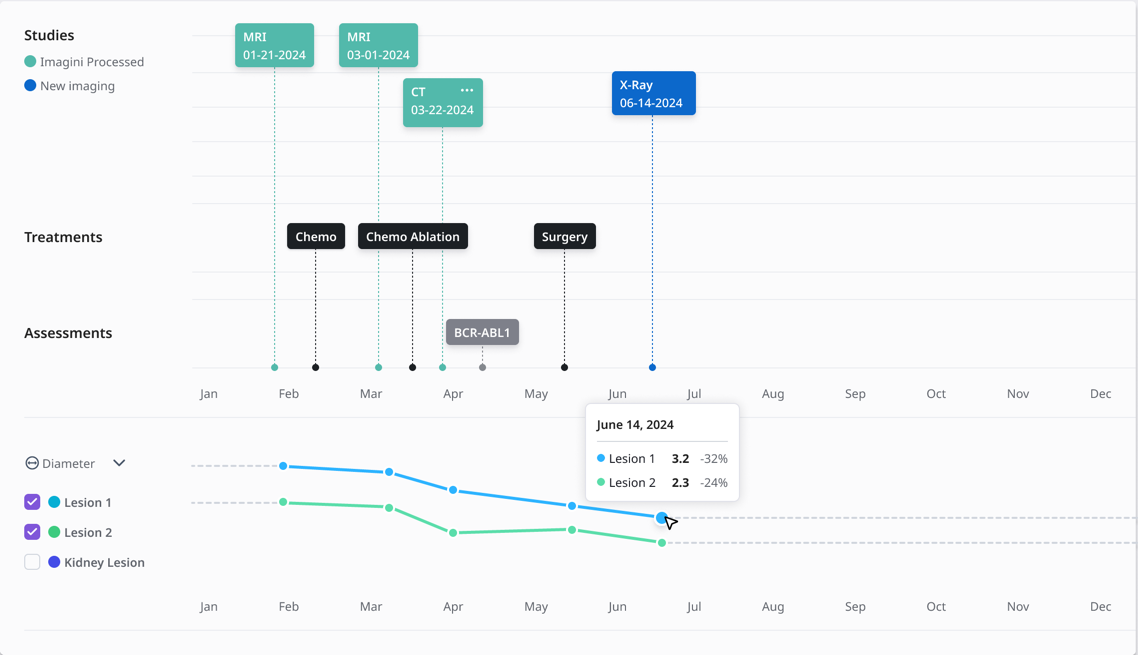 Studies
Imagini Processed
New imaging
MRI
01-21-2024
MRI
03-01-2024
CT ...
03-22-2024
X-Ray
06-14-2024
Treatments
Chemo
Chemo Ablation
Surgery
Assessments
BCR-ABL1
Jan Feb Mar Apr May Jun Jul Aug Sep Oct Nov Dec
June 14, 2024
Lesion 1 3.2 -32%
Lesion 2 2.3 -24%
Diameter
Lesion 1
Lesion 2
Kidney Lesion
Jan Feb Mar Apr May Jun Jul Aug Sep Oct Nov Dec